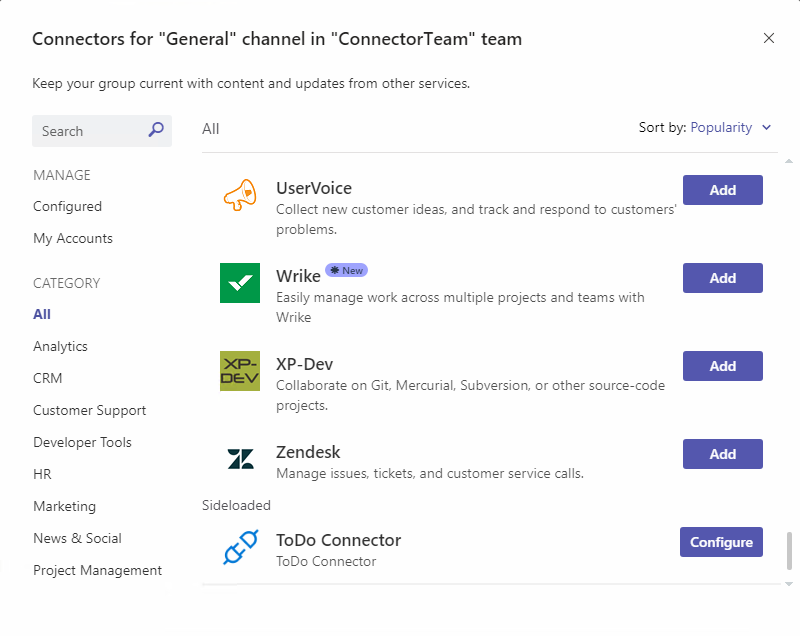 Connectors for "General" channel in "ConnectorTeam" team
Keep your group current with content and updates from other services.
Search
All
Sort by: Popularity
MANAGE
Configured
My Accounts
CATEGORY
All
Analytics
CRM
Customer Support
Developer Tools
HR
Marketing
News & Social
Project Management
UserVoice
Collect new customer ideas, and track and respond to customers'
problems.
Add
Wrike New
Easily manage work across multiple projects and teams with
Wrike
Add
XP-
DEV
XP-Dev
Collaborate on Git, Mercurial, Subversion, or other source-code
projects.
Add
Zendesk
Manage issues, tickets, and customer service calls.
Add
Sideloaded
ToDo Connector
ToDo Connector
Configure